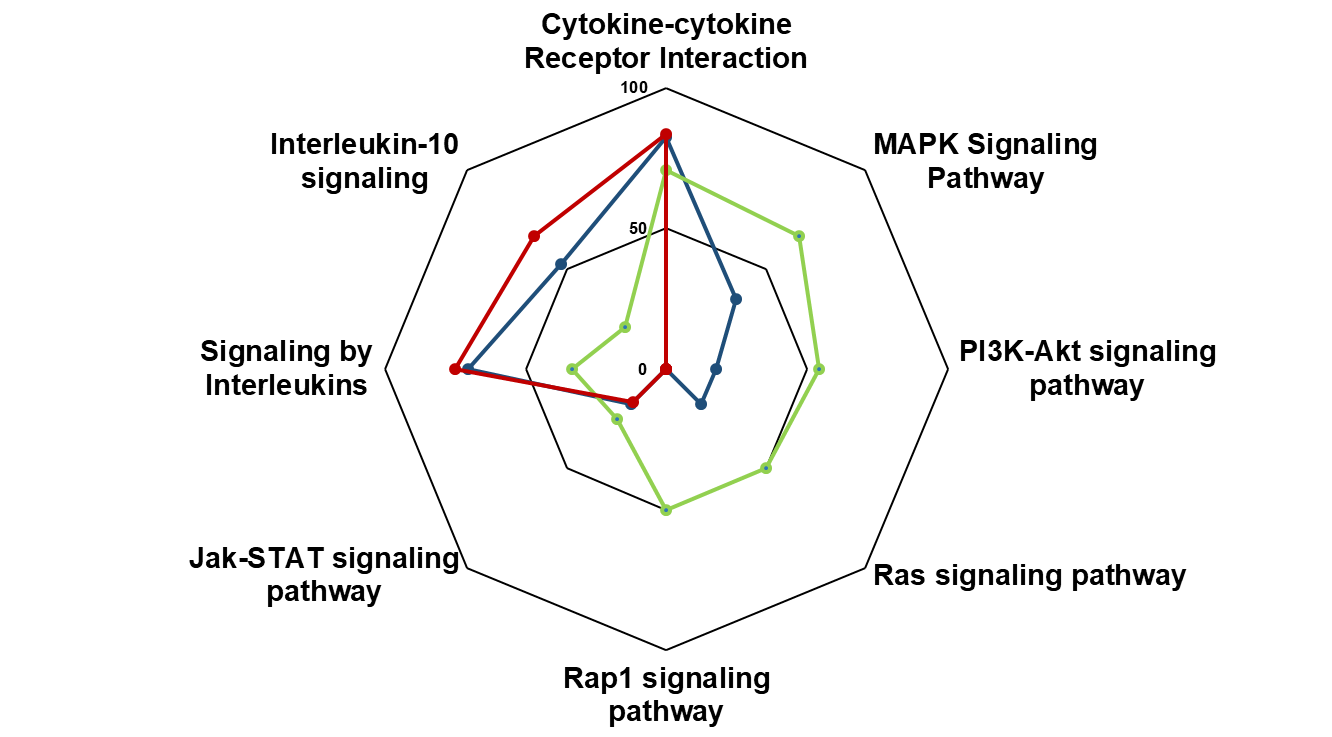 Cytokine-cytokine
Receptor Interaction
100
Interleukin-10
signaling
MAPK Signaling
Pathway
50
Signaling by
Interleukins
0
PI3K-Akt signaling
pathway
Jak-STAT signaling
pathway
Ras signaling pathway
Rap1 signaling
pathway